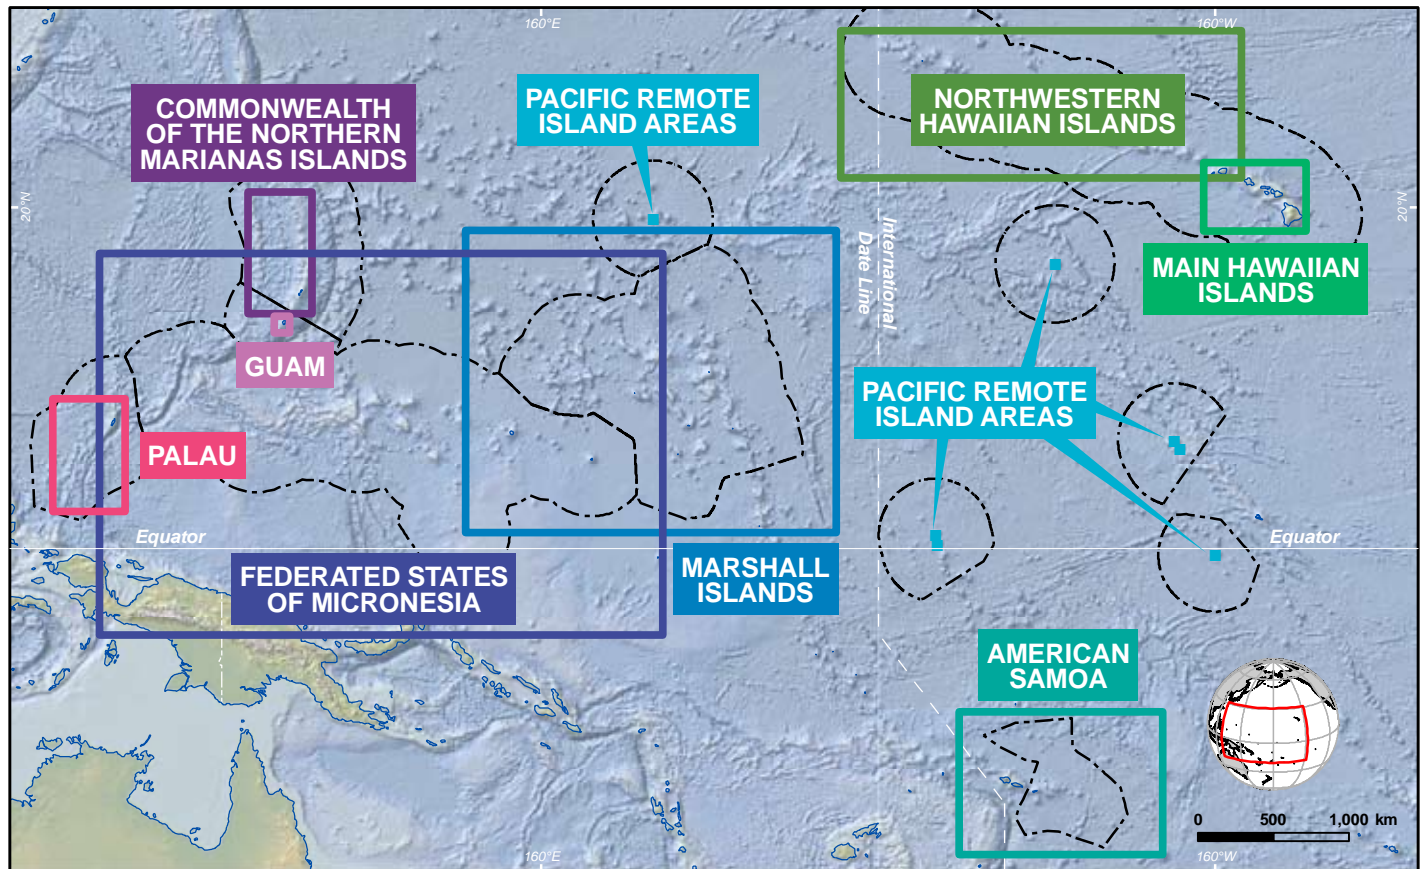 160°E
160°W
COMMONWEALTH
OF THE NORTHERN
MARIANAS ISLANDS
PACIFIC REMOTE
ISLAND AREAS
NORTHWESTERN
HAWAIIAN ISLANDS
20°N
20°N
International
Date Line
MAIN HAWAIIAN
ISLANDS
GUAM
PACIFIC REMOTE
ISLAND AREAS
PALAU
Equator
Equator
FEDERATED STATES
OF MICRONESIA
MARSHALL
ISLANDS
AMERICAN
SAMOA
0 500 1,000 km
160°E
160°W